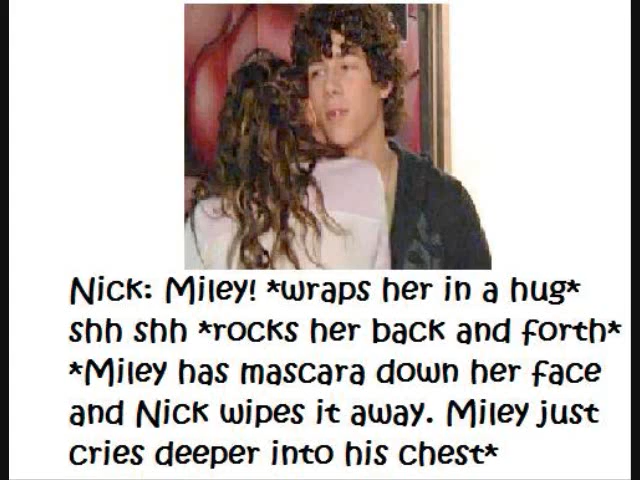 Nick: Miley! *wraps her in a hug*
shh shh *rocks her back and forth*
*Miley has mascara down her face
and Nick wipes it away. Miley just
cries deeper into his chest*